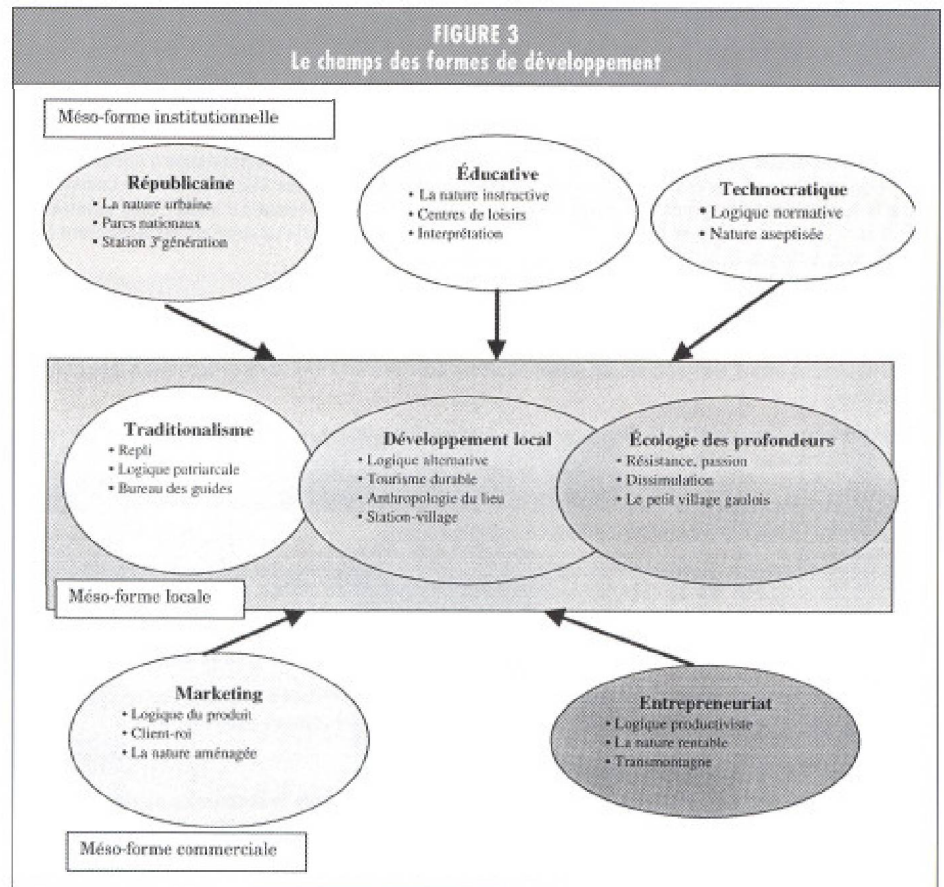 FIGURE 3
Le champs des formes de développement
Méso-forme institutionnelle
Républicaine
• La nature urbaine
• Parcs nationaux
• Station 3e génération
Éducative
• La nature instructive
• Centres de loisirs
• Interprétation
Technocratique
• Logique normative
• Nature aseptisée
Traditionalisme
• Repli
• Logique patriarcale
• Bureau des guides
Développement local
• Logique alternative
• Tourisme durable
• Anthropologie du lieu
• Station-village
Écologie des profondeurs
• Résistance, passion
• Dissimulation
• Le petit village gaulois
Méso-forme locale
Marketing
• Logique du produit
• Client-roi
• La nature aménagée
Entrepreneuriat
• Logique productiviste
• La nature rentable
• Transmontagne
Méso-forme commerciale